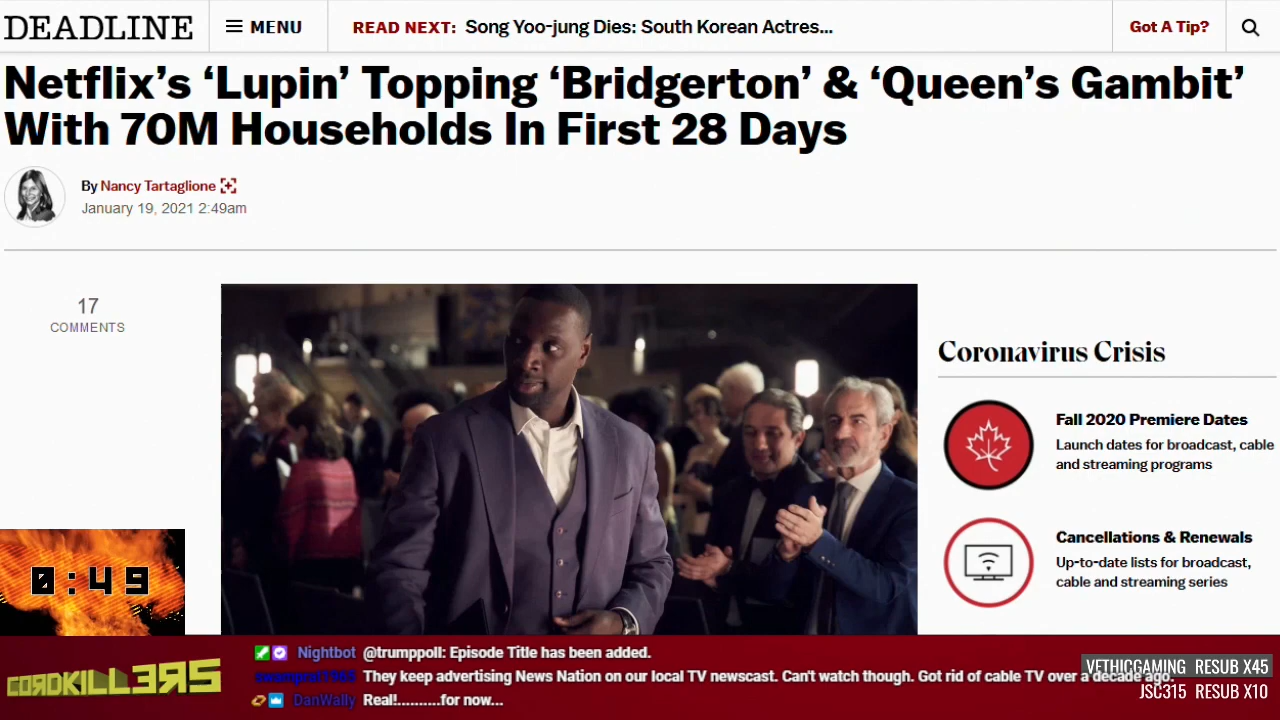 DEADLINE
MENU
READ NEXT: Song Yoo-jung Dies: South Korean Actres...
Got A Tip?
Netflix's ‘Lupin’ Topping ‘Bridgerton’ & ‘Queen's Gambit’
With 70M Households In First 28 Days
By Nancy Tartaglione
January 19, 2021 2:49am
17
COMMENTS
Coronavirus Crisis
Fall 2020 Premiere Dates
Launch dates for broadcast, cable
and streaming programs
Cancellations & Renewals
Up-to-date lists for broadcast,
cable and streaming series
0:49
CORDKILL3RS
Nightbot @trumppoll: Episode Title has been added.
They keep advertising News Nation on our local TV newscast. Can't watch though. Got rid of cable TV over a decade ago.
DanWally Real!..........for now...
VETHICGAMING RESUB X45
JSC315 RESUB X10